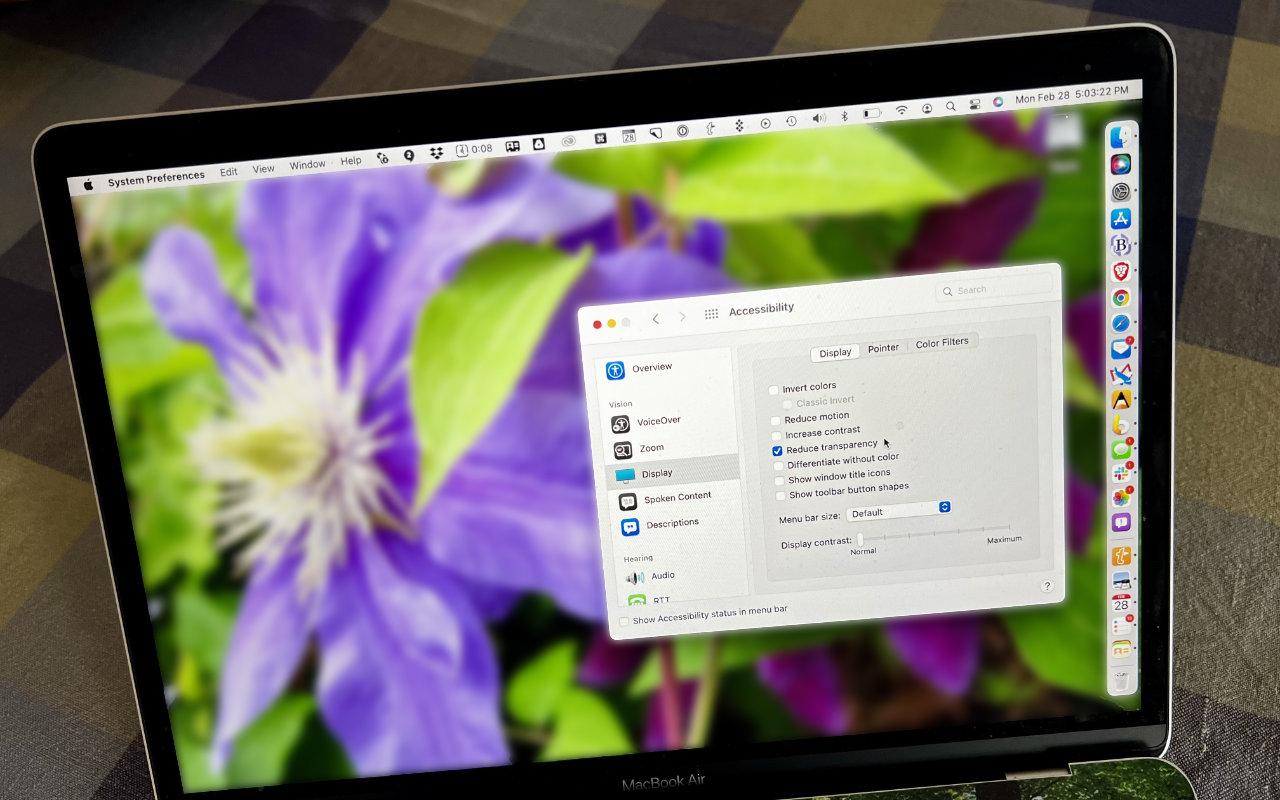 System Preferences Edit View Window Help 0:08 28 Mon Feb 28 5:03:22 PM
Accessibility
Search
Display Pointer Color Filters
Overview
Vision
VoiceOver
Zoom
Display
Spoken Content
Descriptions
Hearing
Audio
RTT
Invert colors
Classic Invert
Reduce motion
Increase contrast
Reduce transparency
Differentiate without color
Show window title icons
Show toolbar button shapes
Menu bar size: Default
Display contrast:
Normal Maximum
Show Accessibility status in menu bar
?
B
FEB
28
MacBook Air